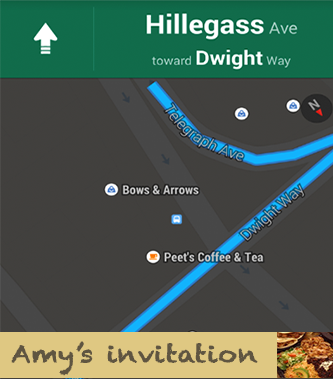 Hillegass Ave
toward Dwight Way
N
Telegraph Ave
Bows & Arrows
Dwight Way
Peet's Coffee & Tea
Amy's invitation